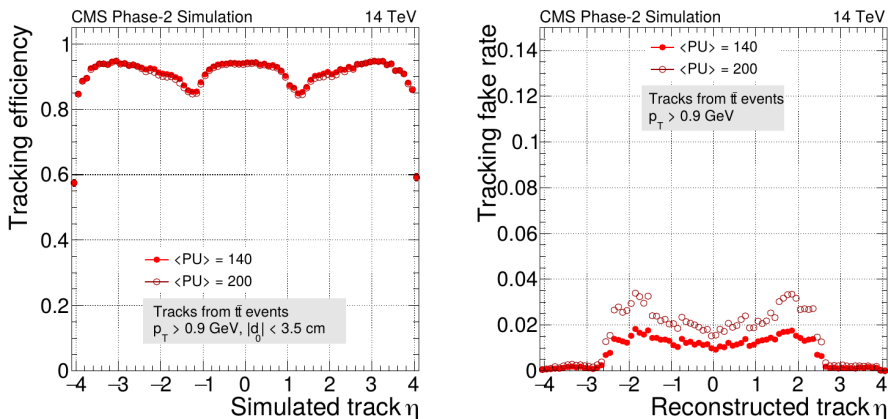 CMS Phase-2 Simulation 14 TeV
Tracking efficiency
1
0.8
0.6
0.4
0.2
0
<PU> = 140
<PU> = 200
Tracks from tt̄ events
p_T > 0.9 GeV, |d_0| < 3.5 cm
−4 −3 −2 −1 0 1 2 3 4
Simulated track η
CMS Phase-2 Simulation 14 TeV
Tracking fake rate
0.14
0.12
0.1
0.08
0.06
0.04
0.02
0
<PU> = 140
<PU> = 200
Tracks from tt̄ events
p_T > 0.9 GeV
−4 −3 −2 −1 0 1 2 3 4
Reconstructed track η